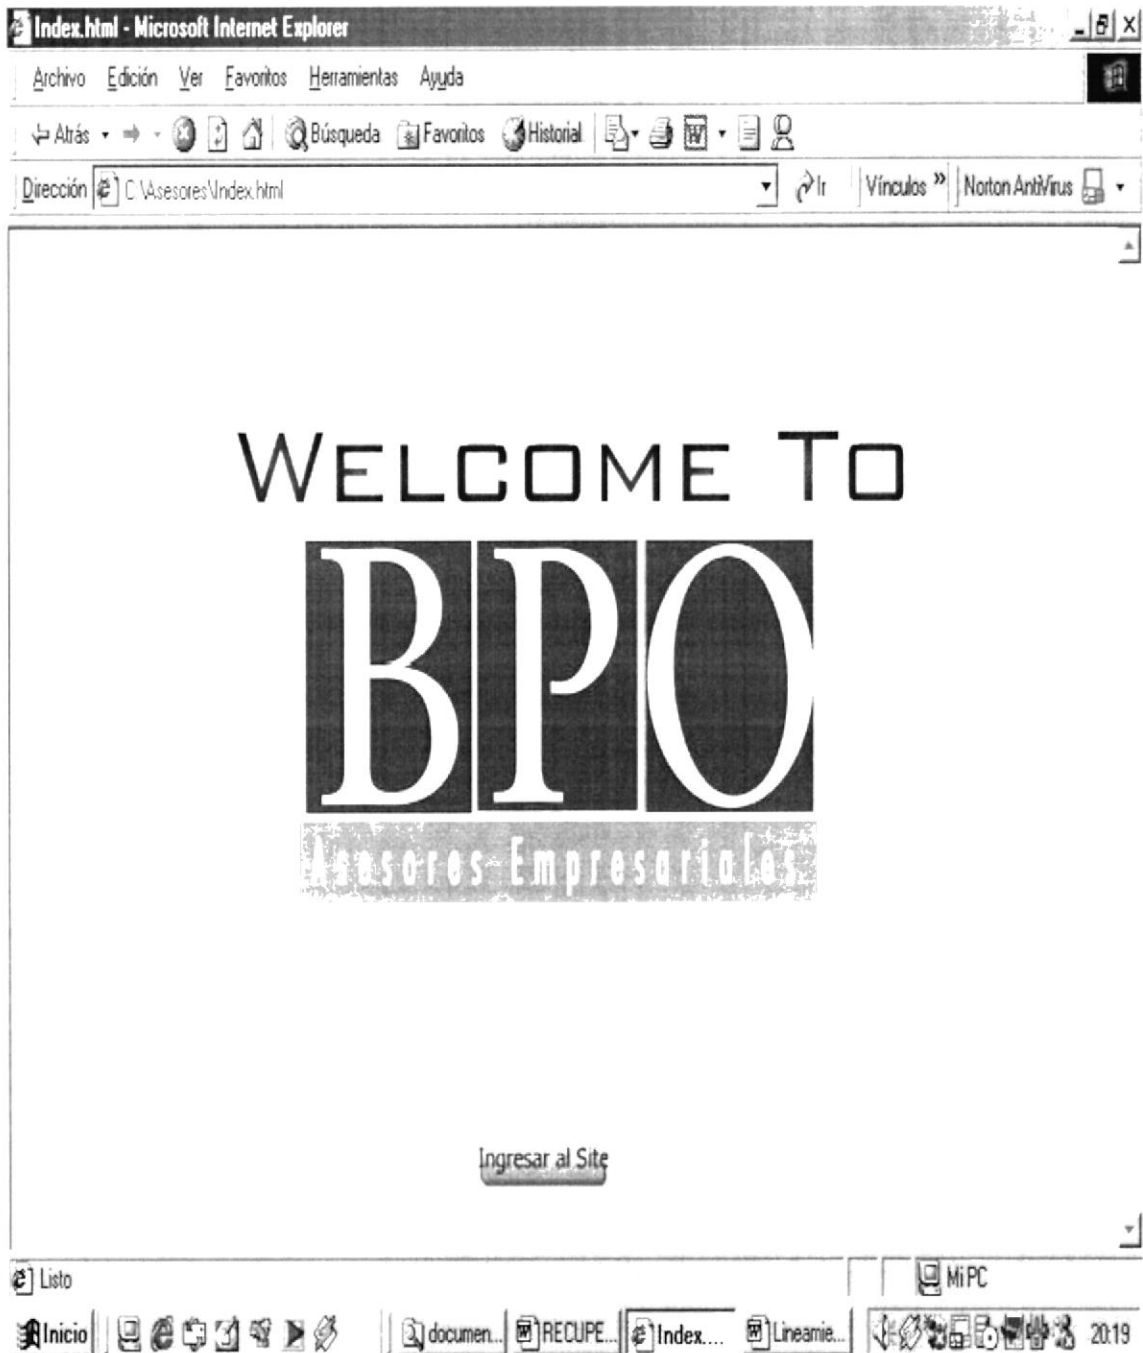 Index.html - Microsoft Internet Explorer
Archivo Edición Ver Favoritos Herramientas Ayuda
Atrás Búsqueda Favoritos Historial
Dirección C:\Asesores\Index.html Ir Vínculos » Norton AntiVirus
WELCOME TO
BPO
Asesores Empresariales
Ingresar al Site
Listo Mi PC
Inicio documen... RECUPE... Index.... Lineamie... 20:19